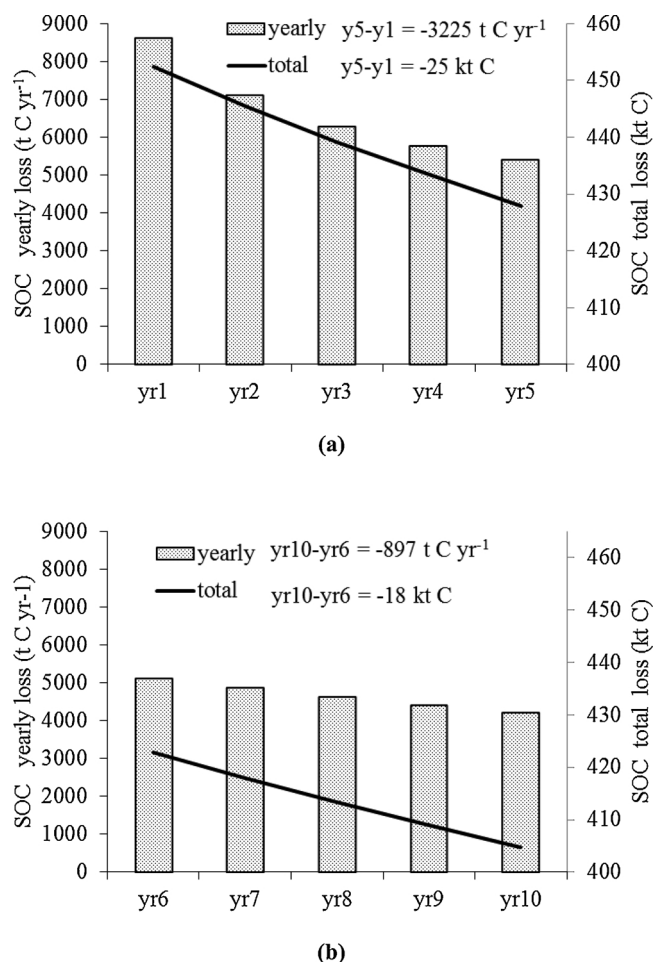 yearly y5-y1 = -3225 t C yr-1
total y5-y1 = -25 kt C
SOC yearly loss (t C yr-1)
9000
8000
7000
6000
5000
4000
3000
2000
1000
0
460
450
440
430
420
410
400
SOC total loss (kt C)
yr1 yr2 yr3 yr4 yr5
(a)
yearly yr10-yr6 = -897 t C yr-1
total yr10-yr6 = -18 kt C
SOC yearly loss (t C yr-1)
9000
8000
7000
6000
5000
4000
3000
2000
1000
0
460
450
440
430
420
410
400
SOC total loss (kt C)
yr6 yr7 yr8 yr9 yr10
(b)